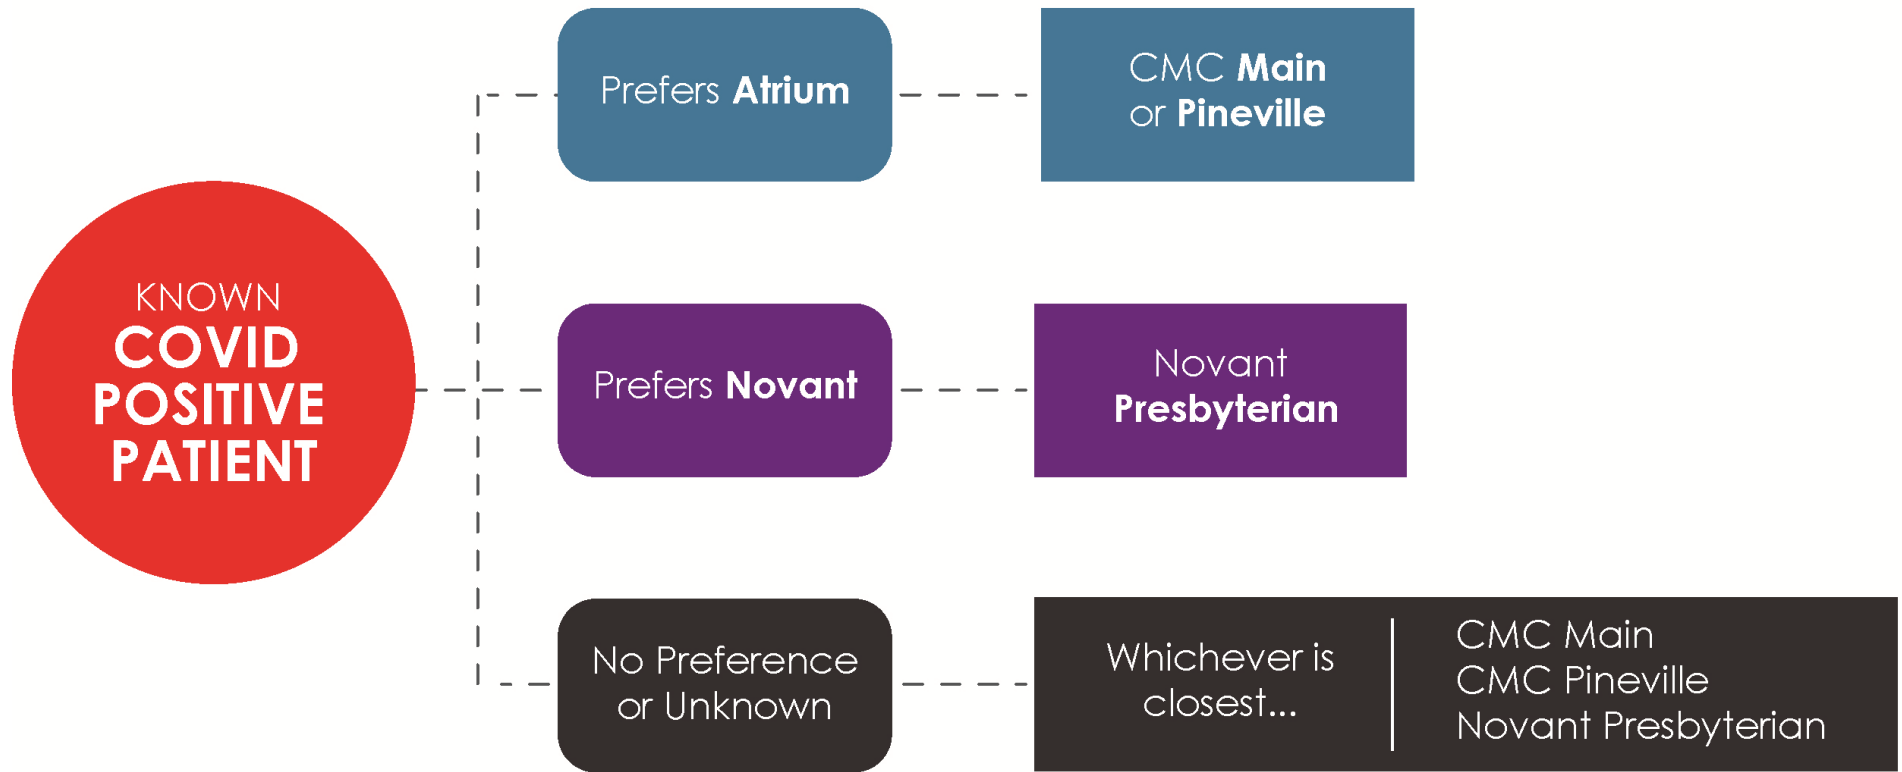 KNOWN
COVID
POSITIVE
PATIENT
Prefers Atrium
CMC Main
or Pineville
Prefers Novant
Novant
Presbyterian
No Preference
or Unknown
Whichever is
closest...
CMC Main
CMC Pineville
Novant Presbyterian